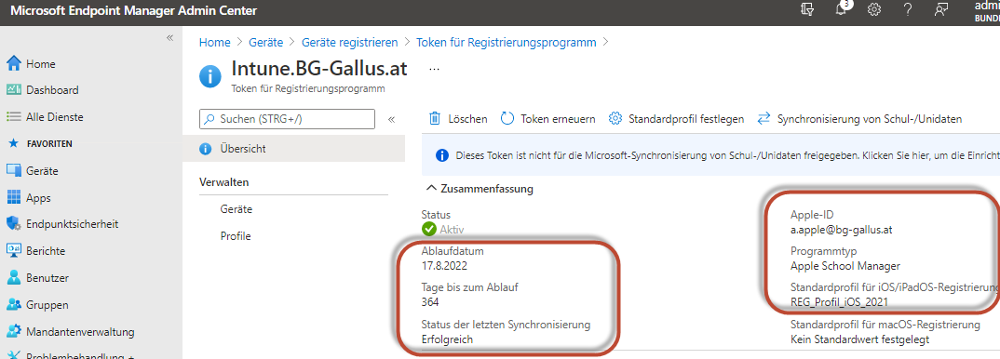 Microsoft Endpoint Manager Admin Center
3
admi
BUNDE
Home > Geräte > Geräte registrieren > Token für Registrierungsprogramm >
Intune.BG-Gallus.at ...
Token für Registrierungsprogramm
Home
Dashboard
Alle Dienste
FAVORITEN
Geräte
Apps
Endpunktsicherheit
Berichte
Benutzer
Gruppen
Mandantenverwaltung
Problembehandlung +
Suchen (STRG+/)
Übersicht
Verwalten
Geräte
Profile
Löschen
Token erneuern
Standardprofil festlegen
Synchronisierung von Schul-/Unidaten
Dieses Token ist nicht für die Microsoft-Synchronisierung von Schul-/Unidaten freigegeben. Klicken Sie hier, um die Einricht
Zusammenfassung
Status
Aktiv
Ablaufdatum
17.8.2022
Tage bis zum Ablauf
364
Status der letzten Synchronisierung
Erfolgreich
Apple-ID
a.apple@bg-gallus.at
Programmtyp
Apple School Manager
Standardprofil für iOS/iPadOS-Registrierung
REG_Profil_iOS_2021
Standardprofil für macOS-Registrierung
Kein Standardwert festgelegt